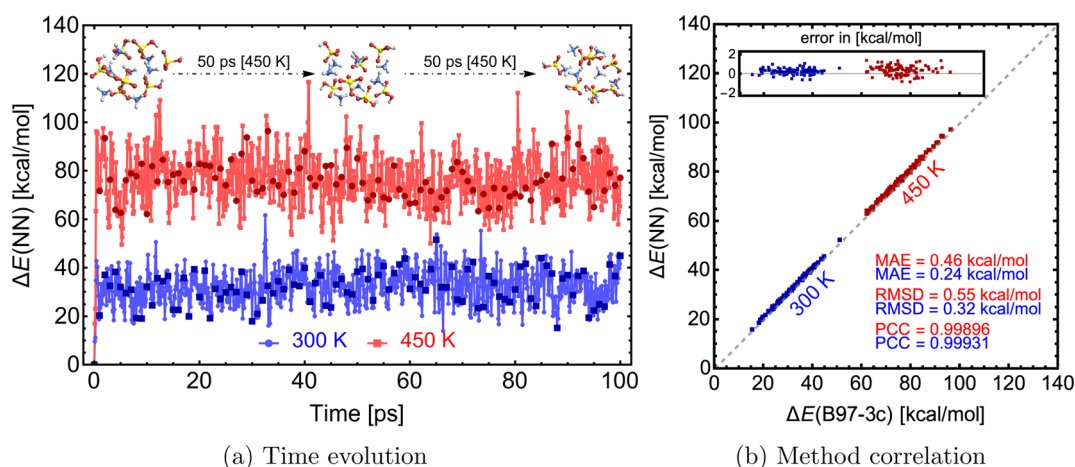 50 ps [450 K]
50 ps [450 K]
ΔE(NN) [kcal/mol]
140
120
100
80
60
40
20
0
300 K
450 K
0
20
40
60
80
100
Time [ps]
(a) Time evolution
error in [kcal/mol]
2
0
−2
ΔE(NN) [kcal/mol]
140
120
100
80
60
40
20
0
450 K
300 K
MAE = 0.46 kcal/mol
MAE = 0.24 kcal/mol
RMSD = 0.55 kcal/mol
RMSD = 0.32 kcal/mol
PCC = 0.99896
PCC = 0.99931
20
40
60
80
100
120
140
ΔE(B97-3c) [kcal/mol]
(b) Method correlation